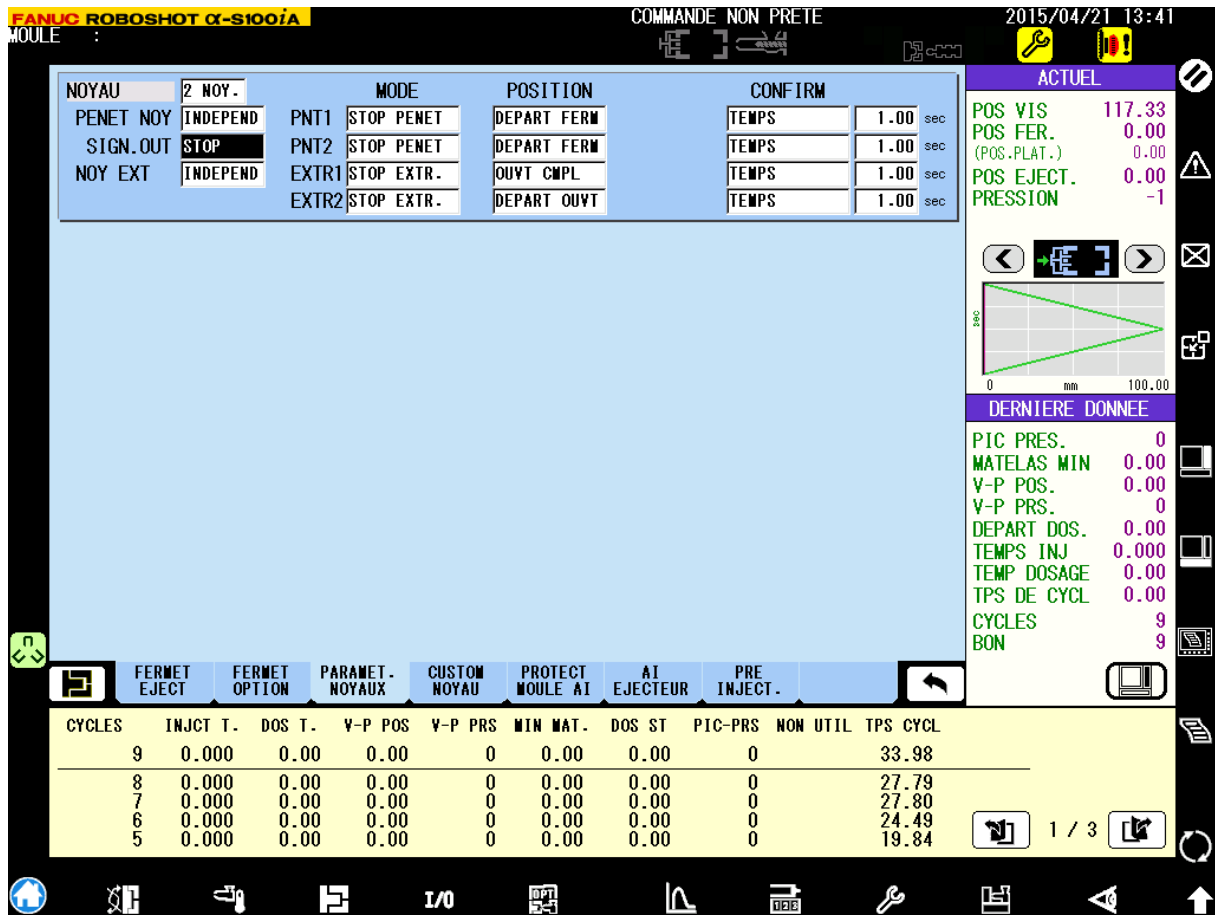 FANUC ROBOSHOT α-S100iA COMMANDE NON PRETE 2015/04/21 13:41
MOULE :
NOYAU 2 NOY. MODE POSITION CONFIRM
PENET NOY INDEPEND PNT1 STOP PENET DEPART FERM TEMPS 1.00 sec
SIGN.OUT STOP PNT2 STOP PENET DEPART FERM TEMPS 1.00 sec
NOY EXT INDEPEND EXTR1 STOP EXTR. OUVT CMPL TEMPS 1.00 sec
EXTR2 STOP EXTR. DEPART OUVT TEMPS 1.00 sec
ACTUEL
POS VIS 117.33
POS FER. 0.00
(POS.PLAT.) 0.00
POS EJECT. 0.00
PRESSION -1
sec
0 mm 100.00
DERNIERE DONNEE
PIC PRES. 0
MATELAS MIN 0.00
V-P POS. 0.00
V-P PRS. 0
DEPART DOS. 0.00
TEMPS INJ 0.000
TEMP DOSAGE 0.00
TPS DE CYCL 0.00
CYCLES 9
BON 9
FERMET EJECT
FERMET OPTION
PARAMET. NOYAUX
CUSTOM NOYAU
PROTECT MOULE AI
AI EJECTEUR
PRE INJECT.
CYCLES INJCT T. DOS T. V-P POS V-P PRS MIN MAT. DOS ST PIC-PRS NON UTIL TPS CYCL
9 0.000 0.00 0.00 0 0.00 0.00 0 33.98
8 0.000 0.00 0.00 0 0.00 0.00 0 27.79
7 0.000 0.00 0.00 0 0.00 0.00 0 27.80
6 0.000 0.00 0.00 0 0.00 0.00 0 24.49
5 0.000 0.00 0.00 0 0.00 0.00 0 19.84
1 / 3
I/O OPT 123